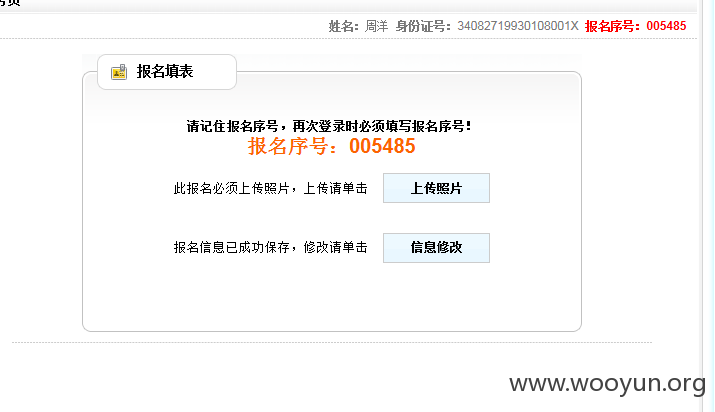 姓名：周洋 身份证号：34082719930108001X 报名序号：005485
报名填表
请记住报名序号，再次登录时必须填写报名序号！
报名序号：005485
此报名必须上传照片，上传请单击 上传照片
报名信息已成功保存，修改请单击 信息修改
www.wooyun.org